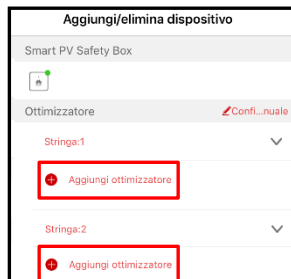 Aggiungi/elimina dispositivo
Smart PV Safety Box
Ottimizzatore Confi...nuale
Stringa:1
Aggiungi ottimizzatore
Stringa:2
Aggiungi ottimizzatore